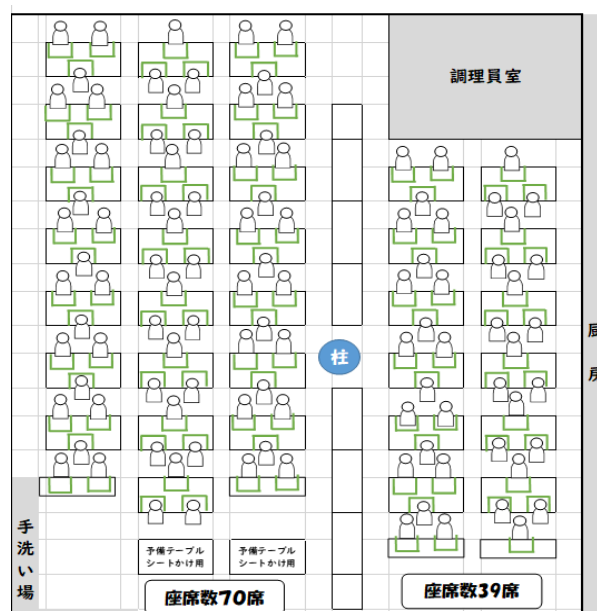 調理員室
柱
厨
房
手
洗
い
場
予備テーブル
シートかけ用
予備テーブル
シートかけ用
座席数70席
座席数39席